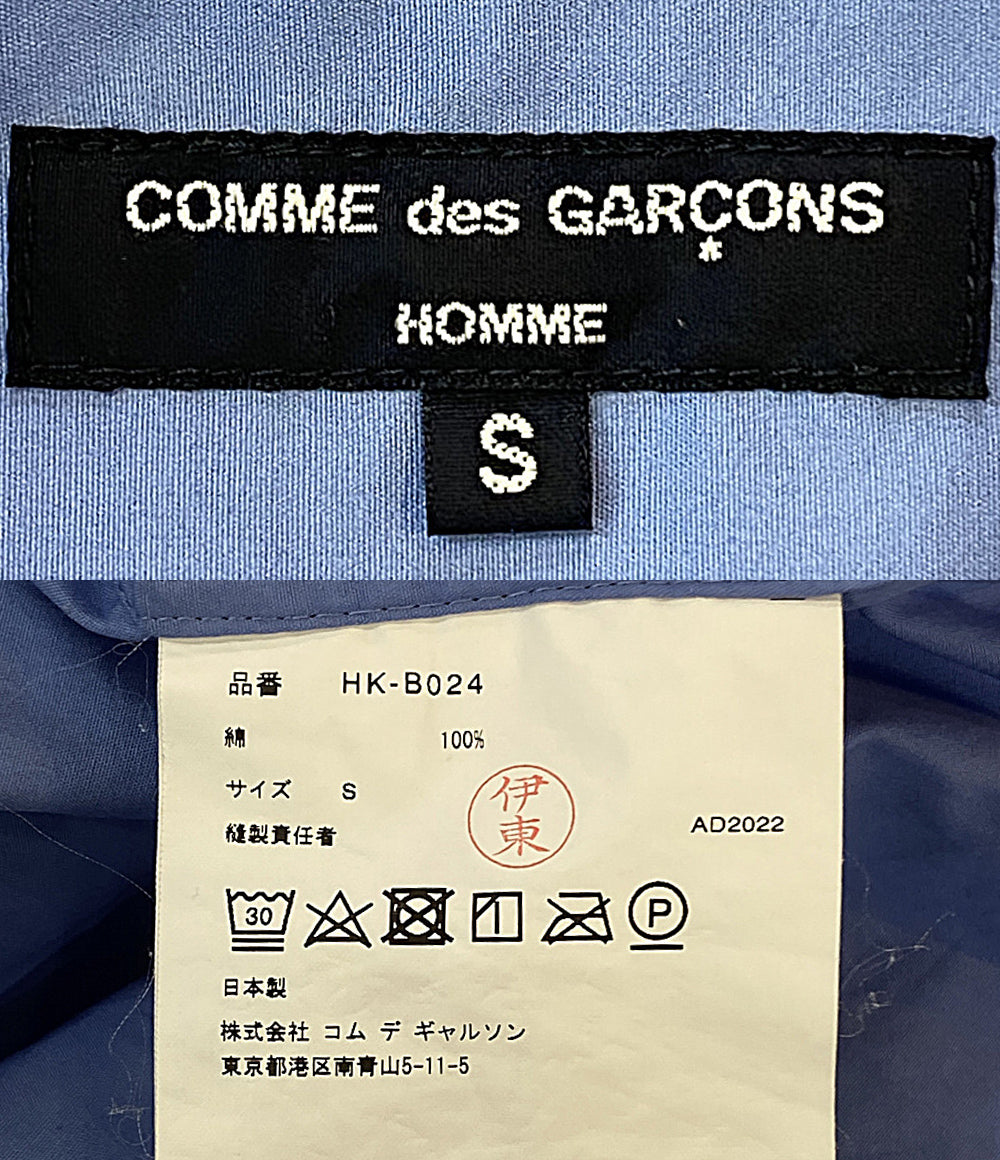 COMME des GARÇONS
HOMME
S
品番 HK-B024
綿 100%
サイズ S
縫製責任者 伊東 AD2022
30 P
日本製
株式会社 コム デ ギャルソン
東京都港区南青山5-11-5